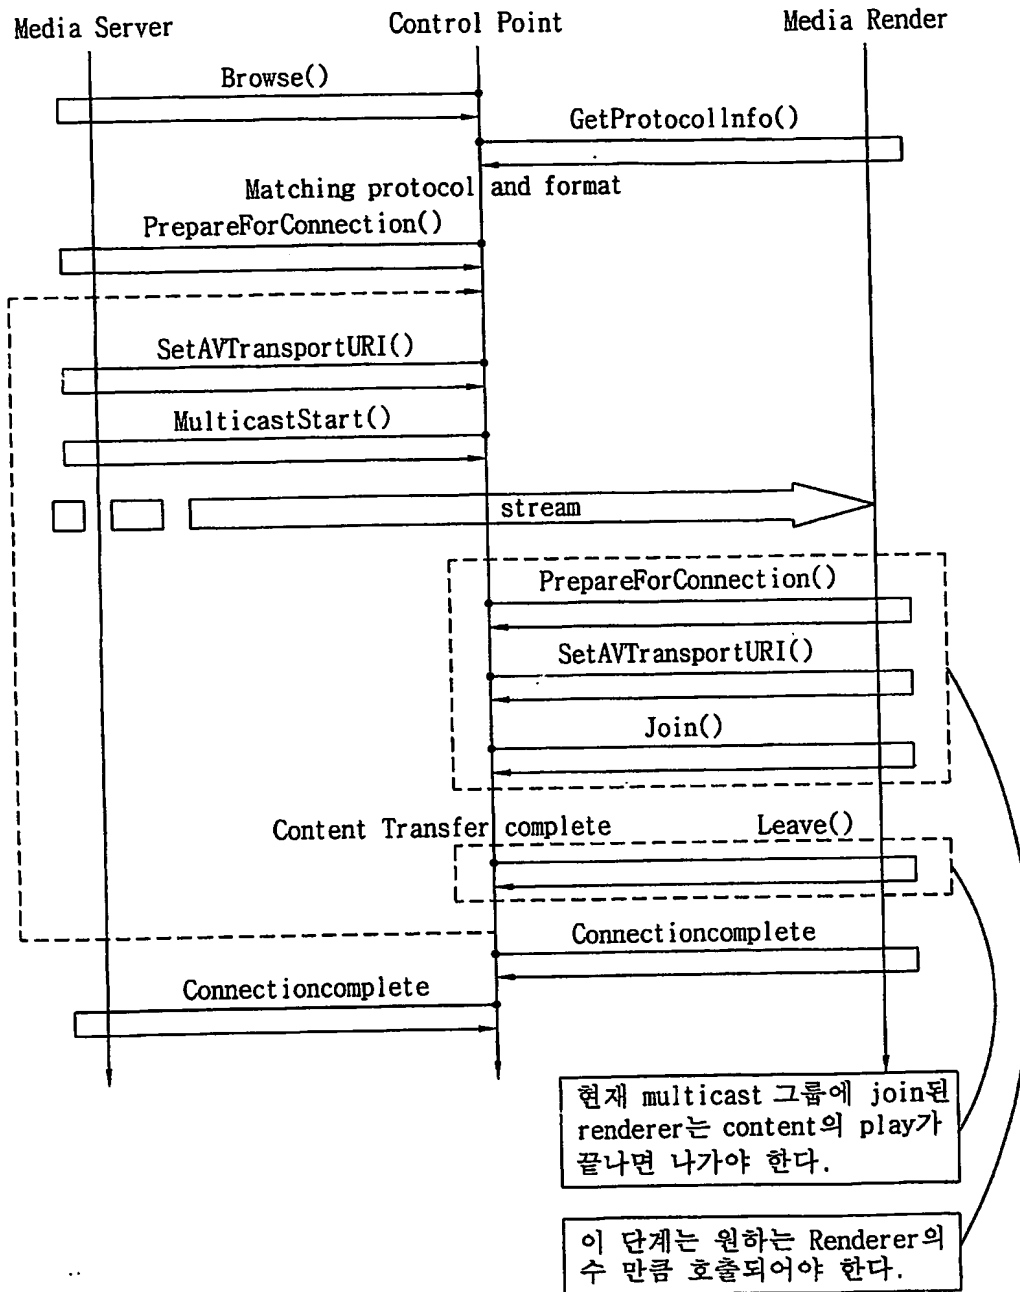 Media Server
Control Point
Media Render
Browse()
GetProtocolInfo()
Matching protocol and format
PrepareForConnection()
SetAVTransportURI()
MulticastStart()
stream
PrepareForConnection()
SetAVTransportURI()
Join()
Content Transfer complete
Leave()
Connectioncomplete
Connectioncomplete
현재 multicast 그룹에 join된
renderer는 content의 play가
끝나면 나가야 한다.
이 단계는 원하는 Renderer의
수 만큼 호출되어야 한다.